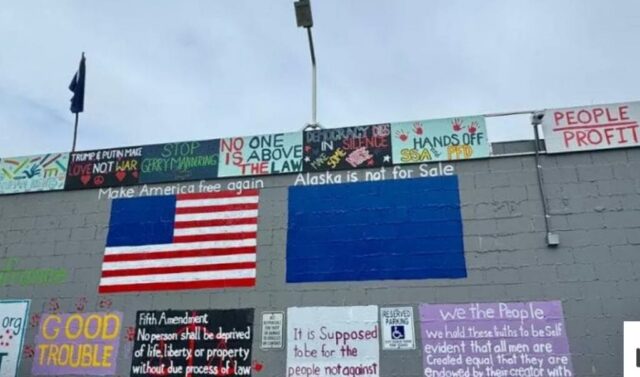 TRUMP & PUTIN MAKE
LOVE NOT WAR
STOP
GERRYMANDERING
NO ONE
IS ABOVE
THE LAW
DEMOCRACY DIES
IN SILENCE
SOME
HANDS OFF
SSA
PEOPLE
PROFIT
Make America free again
Alaska is not for Sale
org
GOOD
TROUBLE
Fifth Amendment
No person shall be deprived
of life, liberty, or property
without due process of law
RESERVED
PARKING
It is Supposed
to be for the
people not against
We the People
We hold these truths to be Self
evident that all men are
Created equal that they are
endowed by their creator with